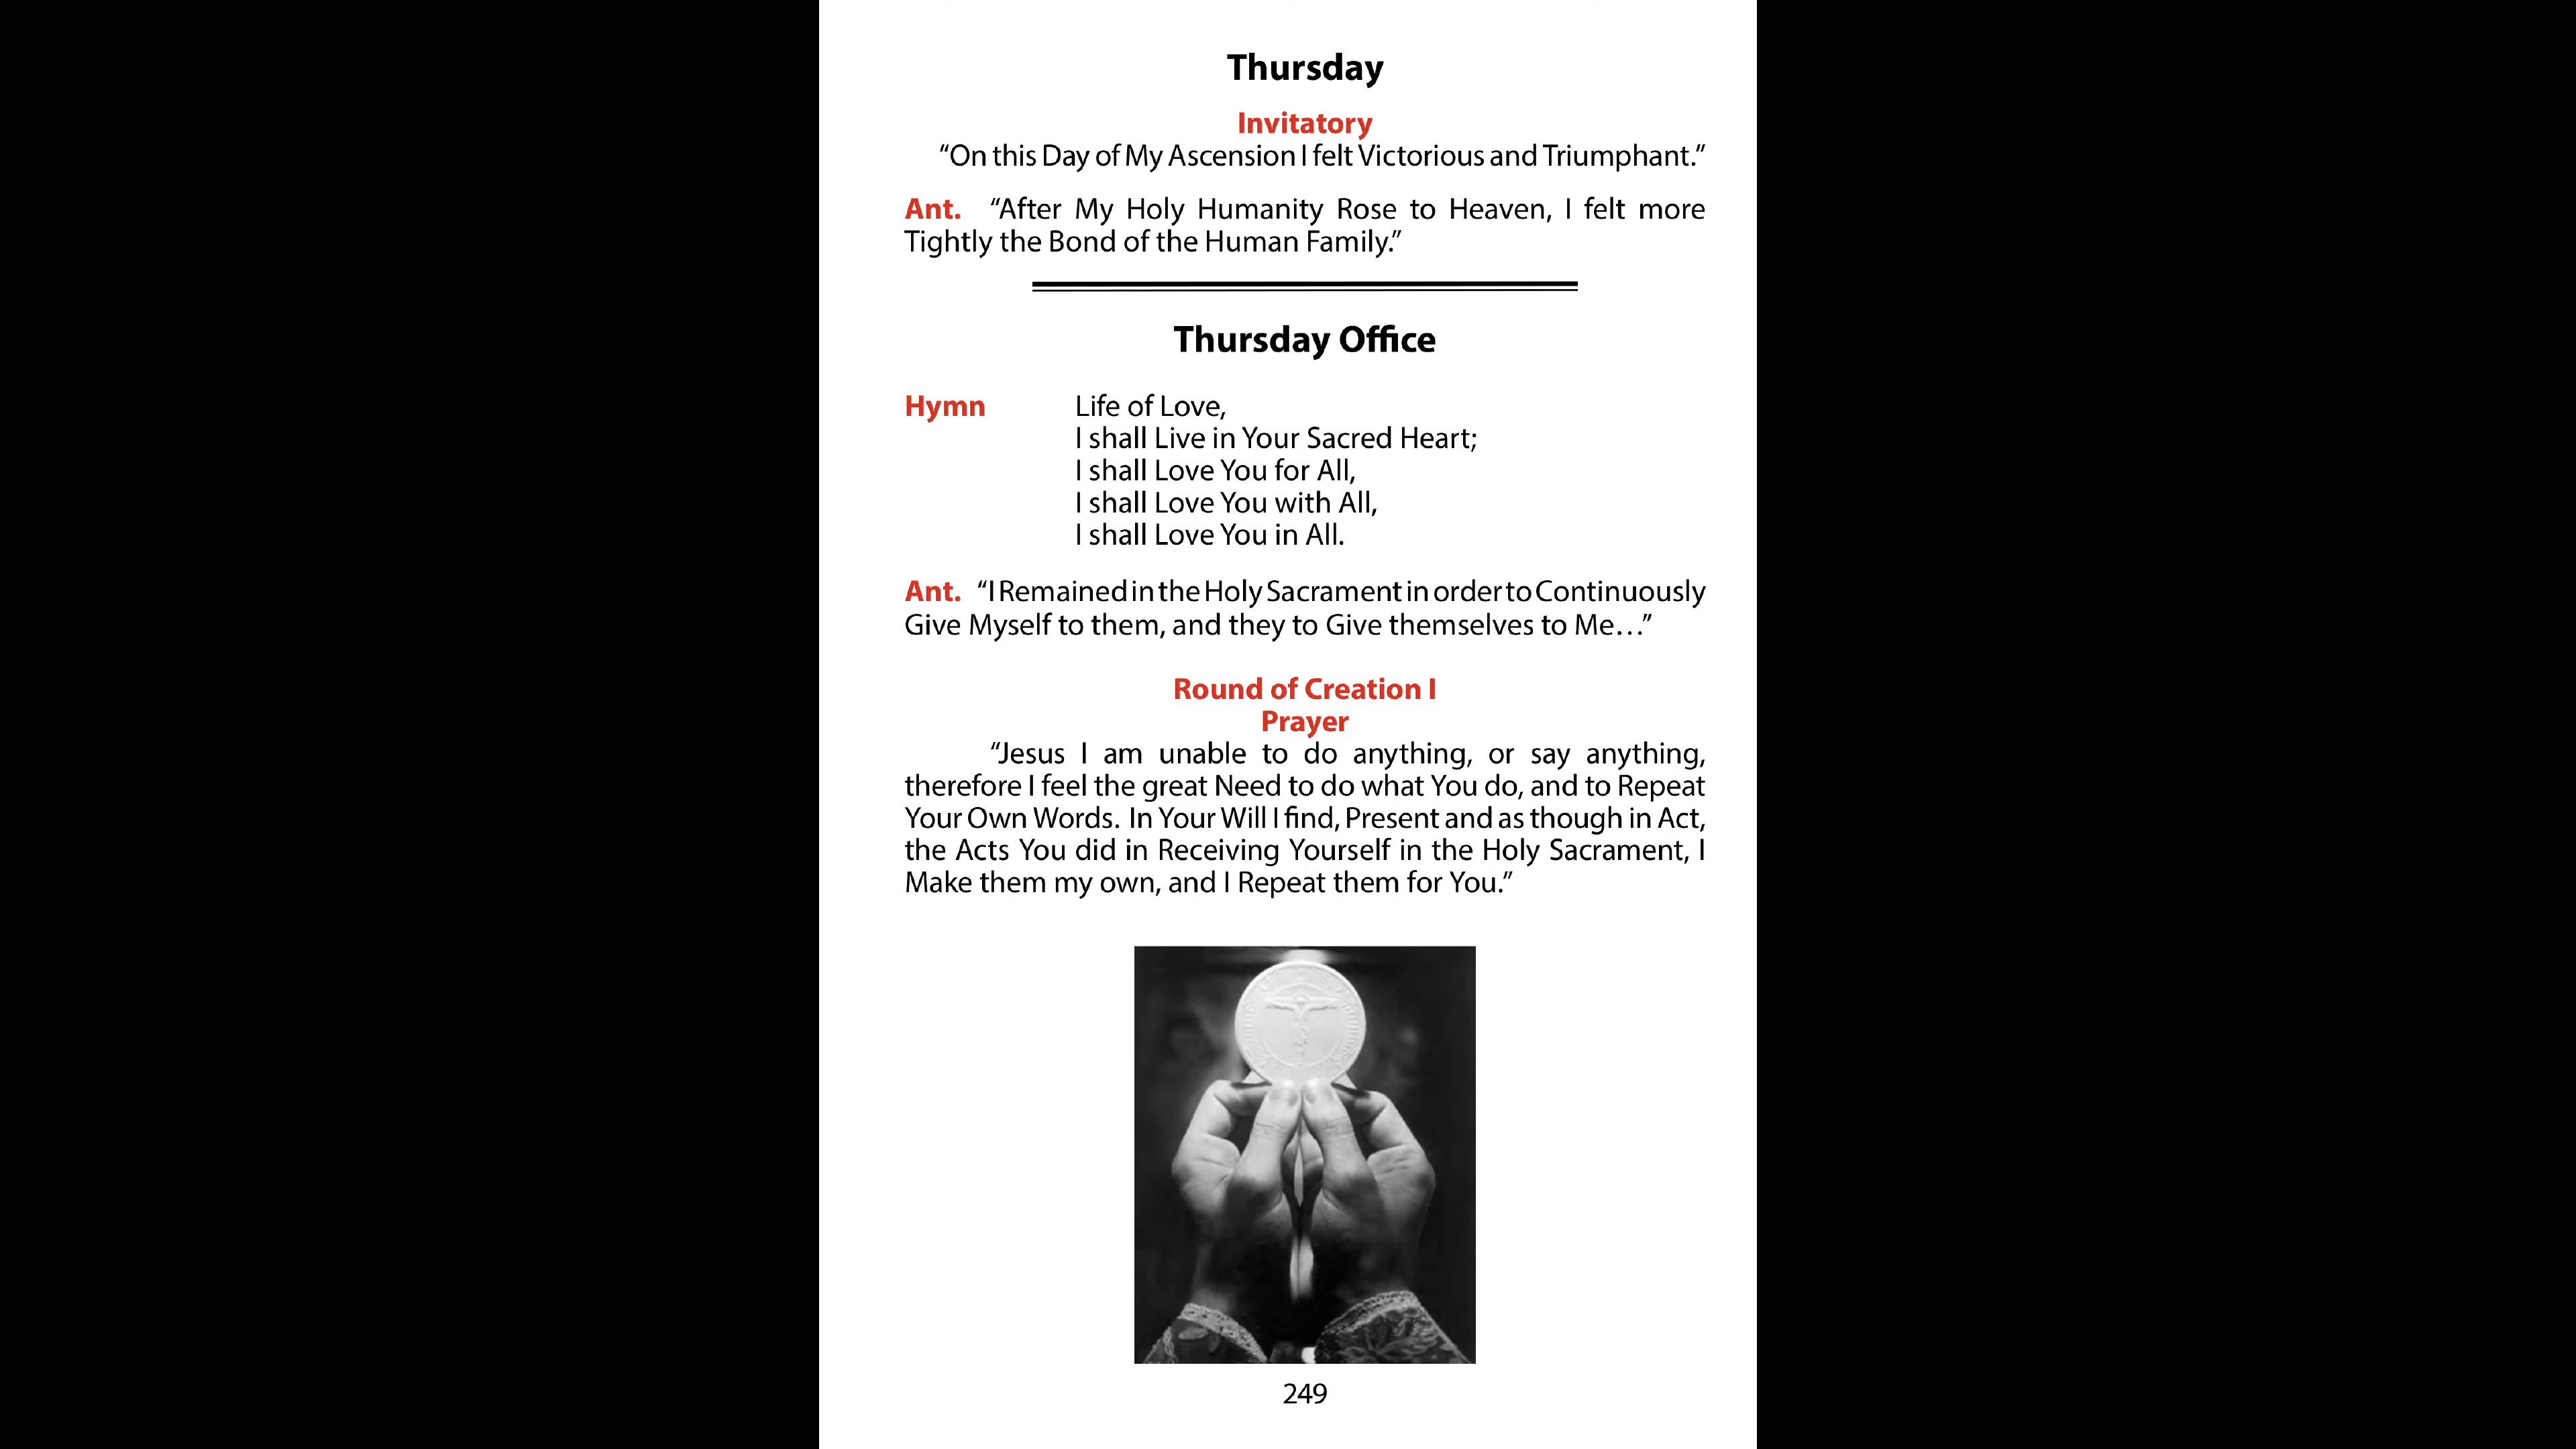 Thursday
Invitatory
“On this Day of My Ascension I felt Victorious and Triumphant.”
Ant. “After My Holy Humanity Rose to Heaven, I felt more
Tightly the Bond of the Human Family.”
Thursday Office
Hymn Life of Love,
I shall Live in Your Sacred Heart;
I shall Love You for All,
I shall Love You with All,
I shall Love You in All.
Ant. “I Remained in the Holy Sacrament in order to Continuously
Give Myself to them, and they to Give themselves to Me…”
Round of Creation I
Prayer
“Jesus I am unable to do anything, or say anything,
therefore I feel the great Need to do what You do, and to Repeat
Your Own Words. In Your Will I find, Present and as though in Act,
the Acts You did in Receiving Yourself in the Holy Sacrament, I
Make them my own, and I Repeat them for You.”
249